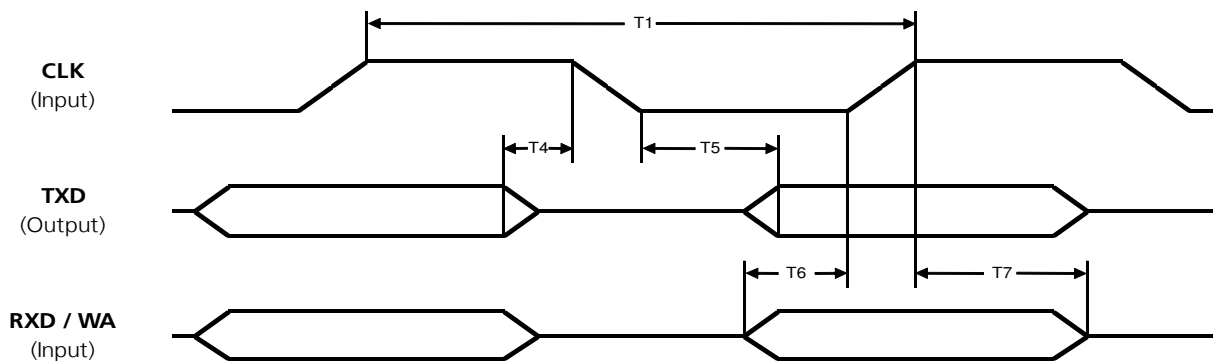 T1
CLK
(Input)
T4
T5
TXD
(Output)
T6
T7
RXD / WA
(Input)